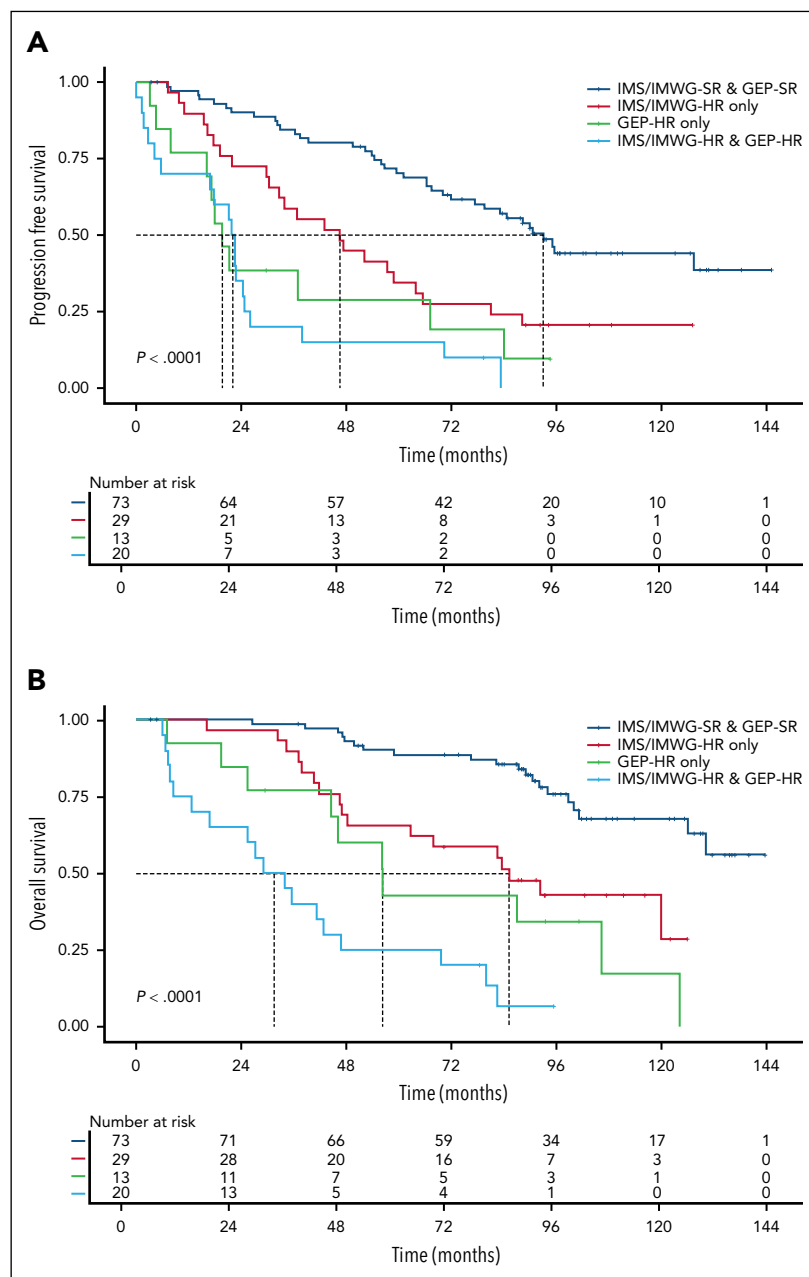 A
1.00
0.75
0.50
0.25
0.00
Progression free survival
IMS/IMWG-SR & GEP-SR
IMS/IMWG-HR only
GEP-HR only
IMS/IMWG-HR & GEP-HR
P < .0001
0 24 48 72 96 120 144
Time (months)
Number at risk
73 64 57 42 20 10 1
29 21 13 8 3 1 0
13 5 3 2 0 0 0
20 7 3 2 0 0 0
0 24 48 72 96 120 144
Time (months)
B
1.00
0.75
0.50
0.25
0.00
Overall survival
IMS/IMWG-SR & GEP-SR
IMS/IMWG-HR only
GEP-HR only
IMS/IMWG-HR & GEP-HR
P < .0001
0 24 48 72 96 120 144
Time (months)
Number at risk
73 71 66 59 34 17 1
29 28 20 16 7 3 0
13 11 7 5 3 1 0
20 13 5 4 1 0 0
0 24 48 72 96 120 144
Time (months)